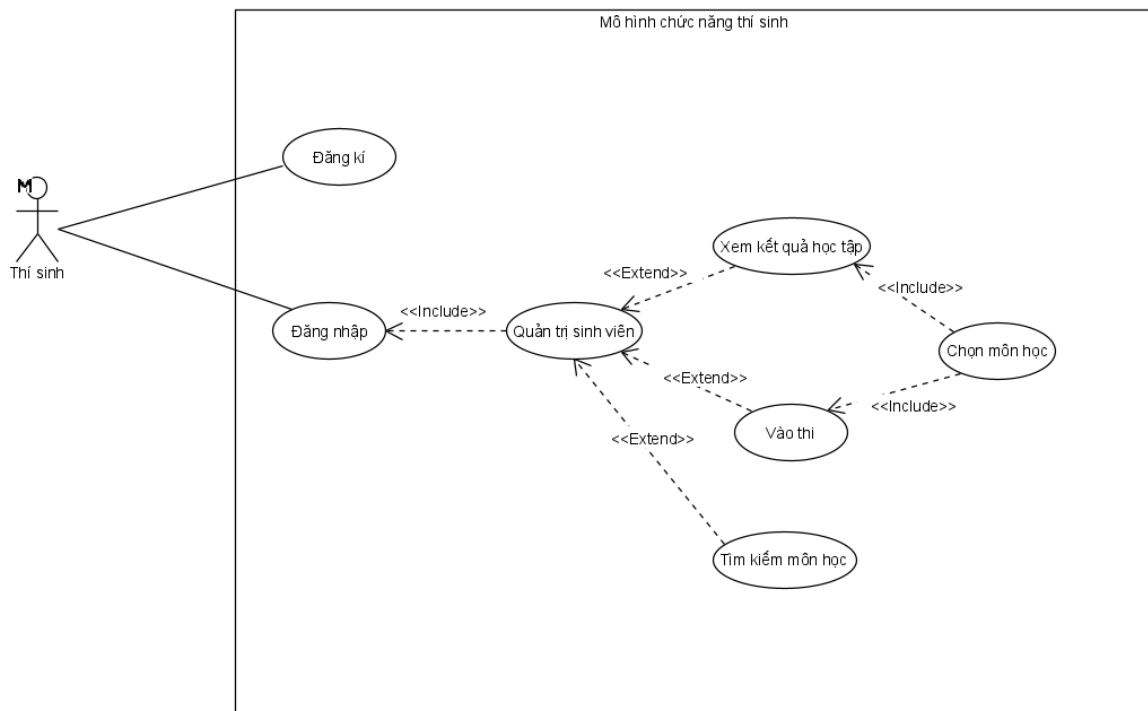 Mô hình chức năng thí sinh
Đăng kí
M
Thí sinh
Xem kết quả học tập
<<Extend>>
<<Include>>
<<Include>>
Đăng nhập
Quản trị sinh viên
Chọn môn học
<<Extend>>
<<Include>>
Vào thi
<<Extend>>
Tìm kiếm môn học